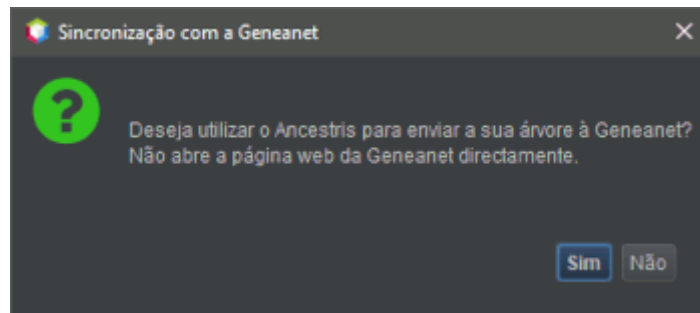 Sincronização com a Geneanet
Deseja utilizar o Ancestris para enviar a sua árvore à Geneanet?
Não abre a página web da Geneanet directamente.
Sim Não